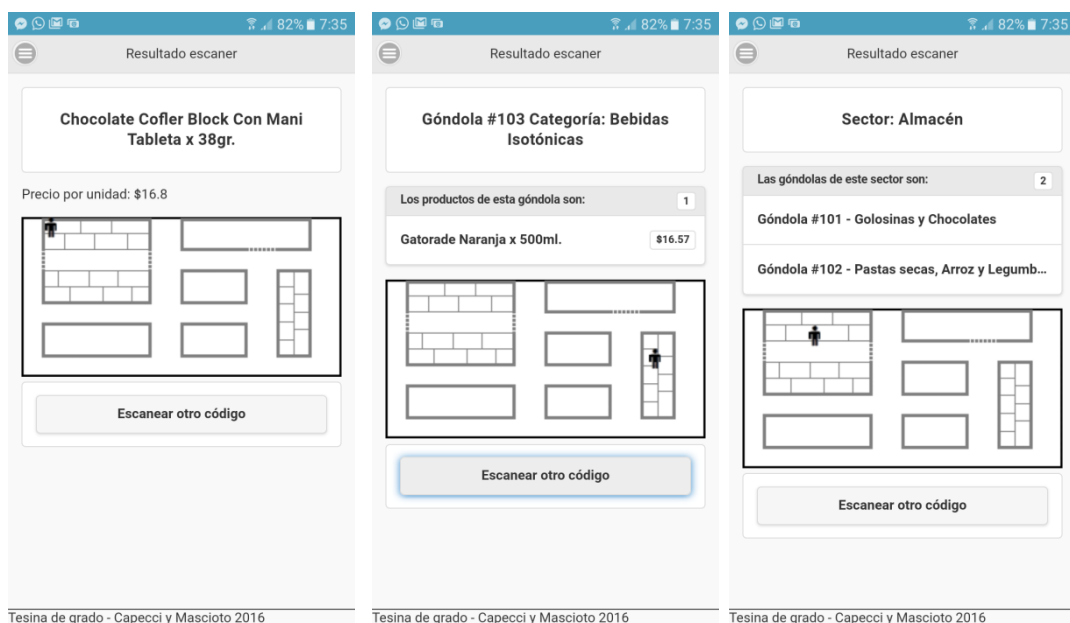 82% 7:35
Resultado escaner
Chocolate Cofler Block Con Mani
Tableta x 38gr.
Precio por unidad: $16.8
Escanear otro código
Tesina de grado - Capecci y Mascioto 2016
82% 7:35
Resultado escaner
Góndola #103 Categoría: Bebidas
Isotónicas
Los productos de esta góndola son: 1
Gatorade Naranja x 500ml. $16.57
Escanear otro código
Tesina de grado - Capecci y Mascioto 2016
82% 7:35
Resultado escaner
Sector: Almacén
Las góndolas de este sector son: 2
Góndola #101 - Golosinas y Chocolates
Góndola #102 - Pastas secas, Arroz y Legumb...
Escanear otro código
Tesina de grado - Capecci y Mascioto 2016